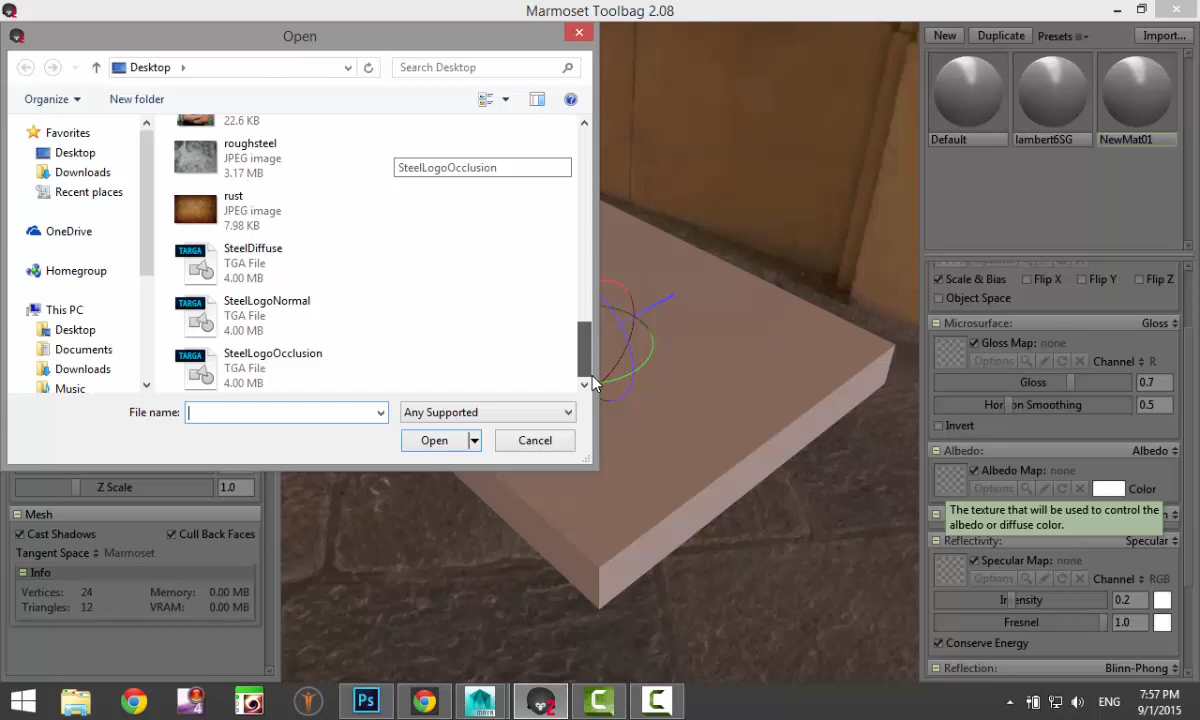 Marmoset Toolbag 2.08
Open
Desktop
Search Desktop
Organize
New folder
Favorites
Desktop
Downloads
Recent places
OneDrive
Homegroup
This PC
Desktop
Documents
Downloads
Music
22.6 KB
roughsteel
JPEG image
3.17 MB
rust
JPEG image
7.98 KB
TARGA
SteelDiffuse
TGA File
4.00 MB
TARGA
SteelLogoNormal
TGA File
4.00 MB
TARGA
SteelLogoOcclusion
TGA File
4.00 MB
SteelLogoOcclusion
File name:
Any Supported
Open
Cancel
Z Scale
1.0
Mesh
Cast Shadows
Cull Back Faces
Tangent Space
Marmoset
Info
Vertices: 24
Memory: 0.00 MB
Triangles: 12
VRAM: 0.00 MB
New
Duplicate
Presets
Import...
Default
lambert6SG
NewMat01
Scale & Bias
Flip X
Flip Y
Flip Z
Object Space
Microsurface:
Gloss
Gloss Map: none
Options
Channel
R
Gloss
0.7
Horizon Smoothing
0.5
Invert
Albedo:
Albedo
Albedo Map: none
Options
Color
The texture that will be used to control the
albedo or diffuse color.
Reflectivity:
Specular
Specular Map: none
Options
Channel
RGB
Intensity
0.2
Fresnel
1.0
Conserve Energy
Reflection:
Blinn-Phong
Ps
MAYA
ENG
7:57 PM
9/1/2015